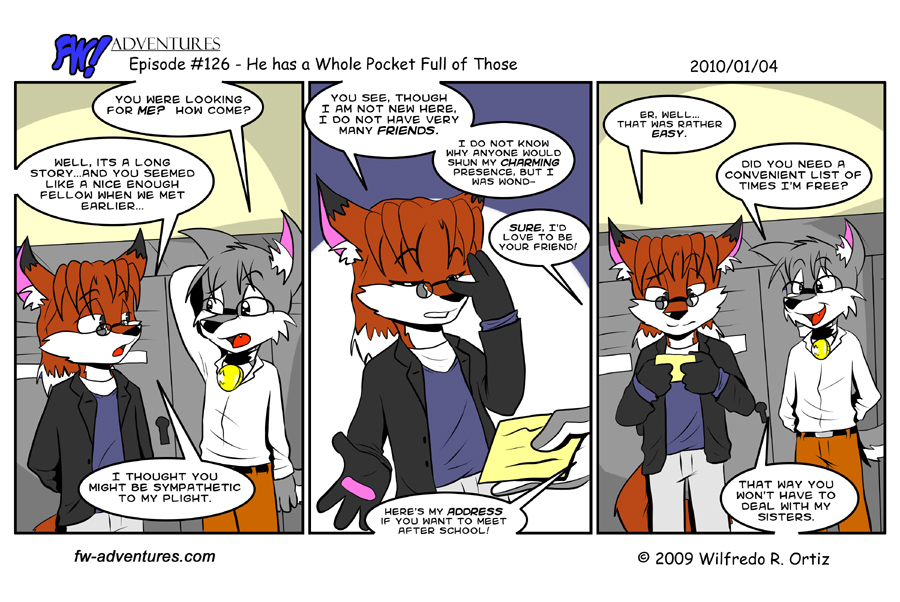 FW! ADVENTURES
Episode #126 - He has a Whole Pocket Full of Those
2010/01/04
YOU WERE LOOKING
FOR ME? HOW COME?
WELL, ITS A LONG
STORY...AND YOU SEEMED
LIKE A NICE ENOUGH
FELLOW WHEN WE MET
EARLIER...
I THOUGHT YOU
MIGHT BE SYMPATHETIC
TO MY PLIGHT.
YOU SEE, THOUGH
I AM NOT NEW HERE,
I DO NOT HAVE VERY
MANY FRIENDS.
I DO NOT KNOW
WHY ANYONE WOULD
SHUN MY CHARMING
PRESENCE, BUT I
WAS WOND-
SURE, I'D
LOVE TO BE
YOUR FRIEND!
HERE'S MY ADDRESS
IF YOU WANT TO MEET
AFTER SCHOOL!
ER, WELL...
THAT WAS RATHER
EASY.
DID YOU NEED A
CONVENIENT LIST OF
TIMES I'M FREE?
THAT WAY YOU
WON'T HAVE TO
DEAL WITH MY
SISTERS.
fw-adventures.com
© 2009 Wilfredo R. Ortiz